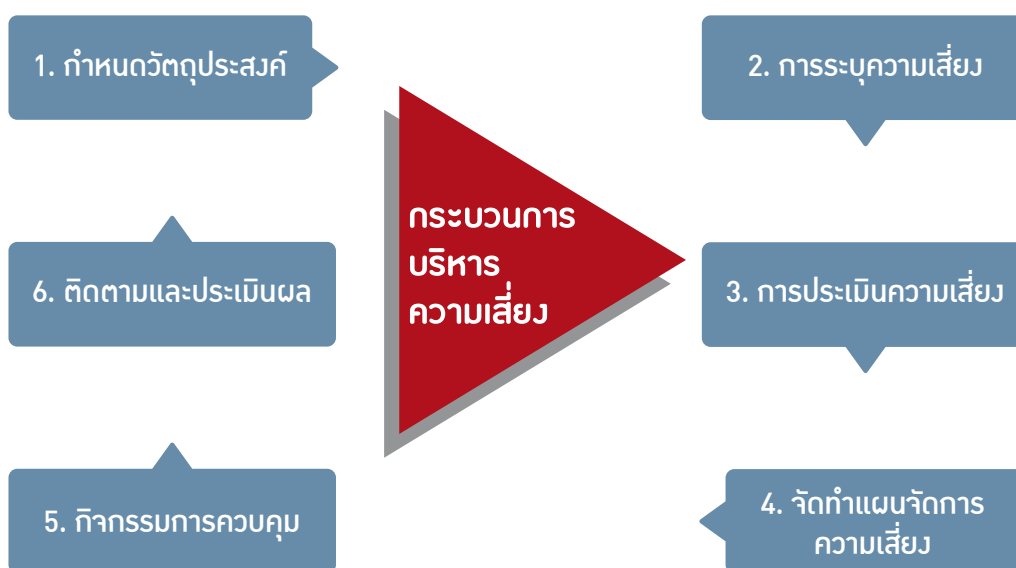 1. กำหนดวัตถุประสงค์
2. การระบุความเสี่ยง
กระบวนการ
บริหาร
ความเสี่ยง
6. ติดตามและประเมินผล
3. การประเมินความเสี่ยง
5. กิจกรรมการควบคุม
4. จัดทำแผนจัดการ
ความเสี่ยง